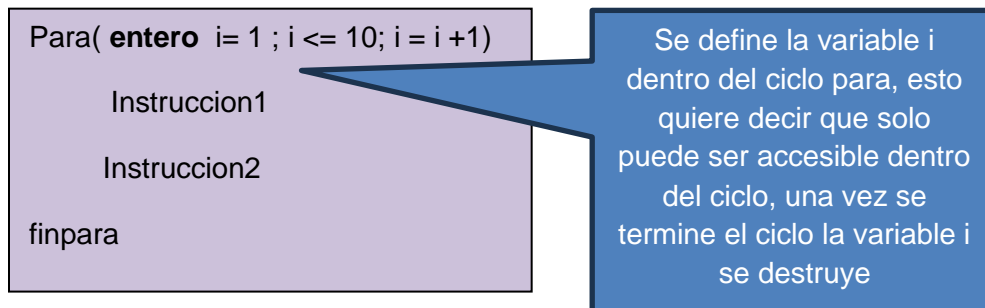 Para( entero i= 1 ; i <= 10; i = i +1)
Instruccion1
Instruccion2
finpara
Se define la variable i
dentro del ciclo para, esto
quiere decir que solo
puede ser accesible dentro
del ciclo, una vez se
termine el ciclo la variable i
se destruye